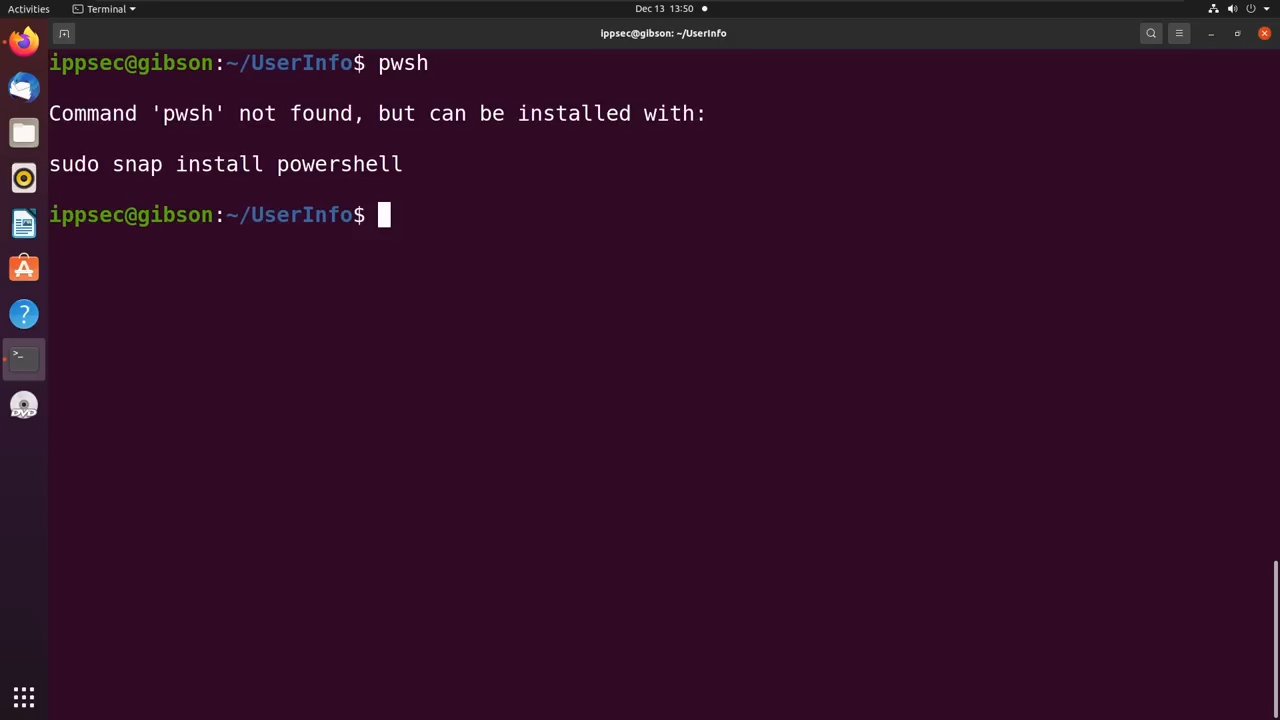 Activities Terminal Dec 13 13:50
ippsec@gibson: ~/UserInfo
ippsec@gibson:~/UserInfo$ pwsh
Command 'pwsh' not found, but can be installed with:
sudo snap install powershell
ippsec@gibson:~/UserInfo$
>_
DVD